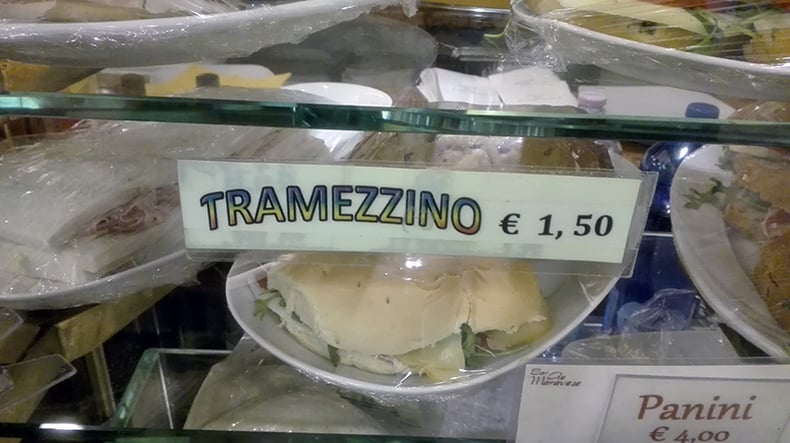 TRAMEZZINO € 1,50
Panini
€ 4,00